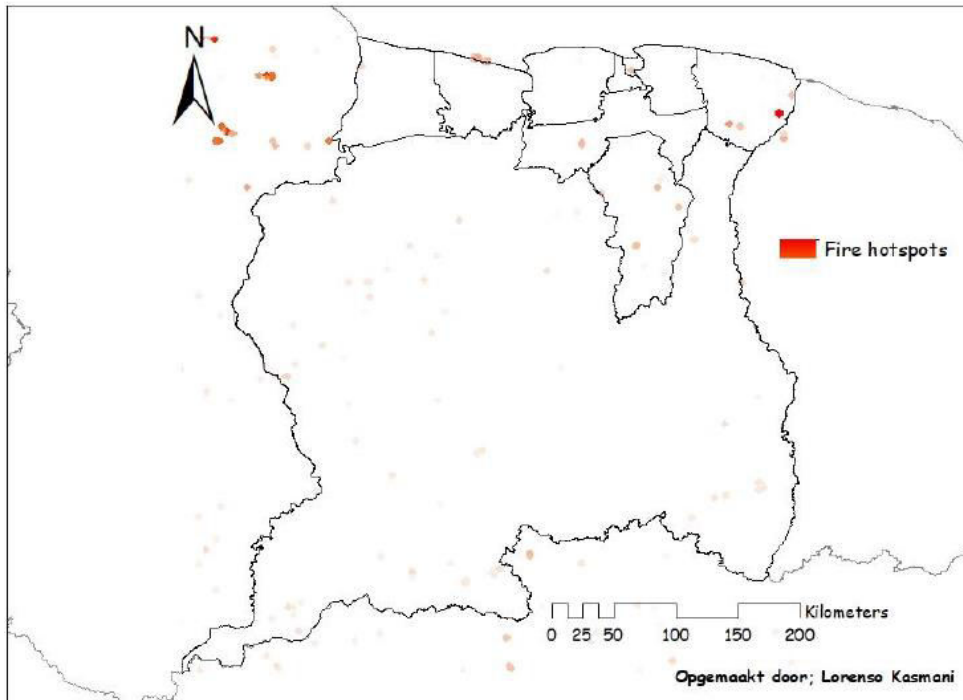 N
Fire hotspots
Kilometers
0 25 50 100 150 200
Opgemaakt door; Lorenso Kasmani